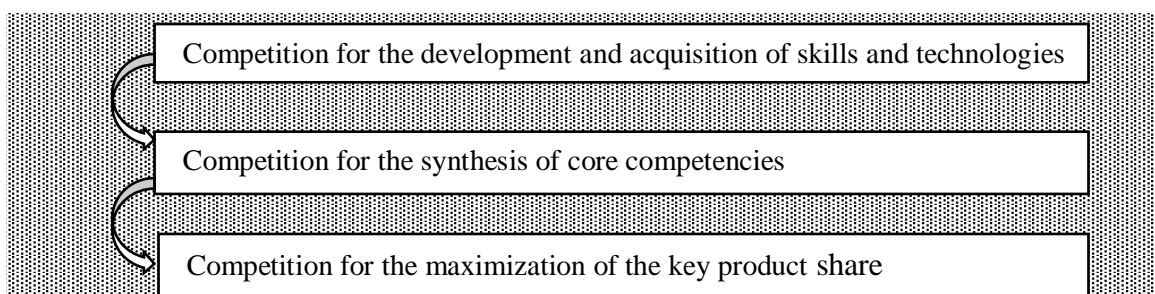 Competition for the development and acquisition of skills and technologies
Competition for the synthesis of core competencies
Competition for the maximization of the key product share